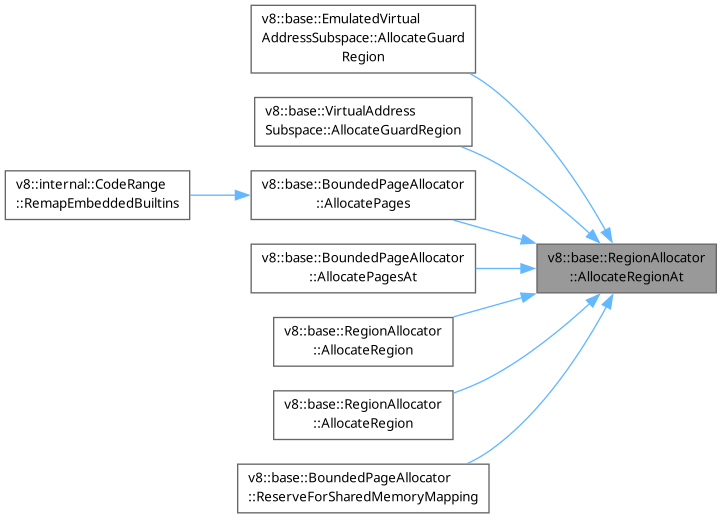 v8::base::EmulatedVirtual
AddressSubspace::AllocateGuard
Region
v8::base::VirtualAddress
Subspace::AllocateGuardRegion
v8::internal::CodeRange
::RemapEmbeddedBuiltins
v8::base::BoundedPageAllocator
::AllocatePages
v8::base::BoundedPageAllocator
::AllocatePagesAt
v8::base::RegionAllocator
::AllocateRegionAt
v8::base::RegionAllocator
::AllocateRegion
v8::base::RegionAllocator
::AllocateRegion
v8::base::BoundedPageAllocator
::ReserveForSharedMemoryMapping